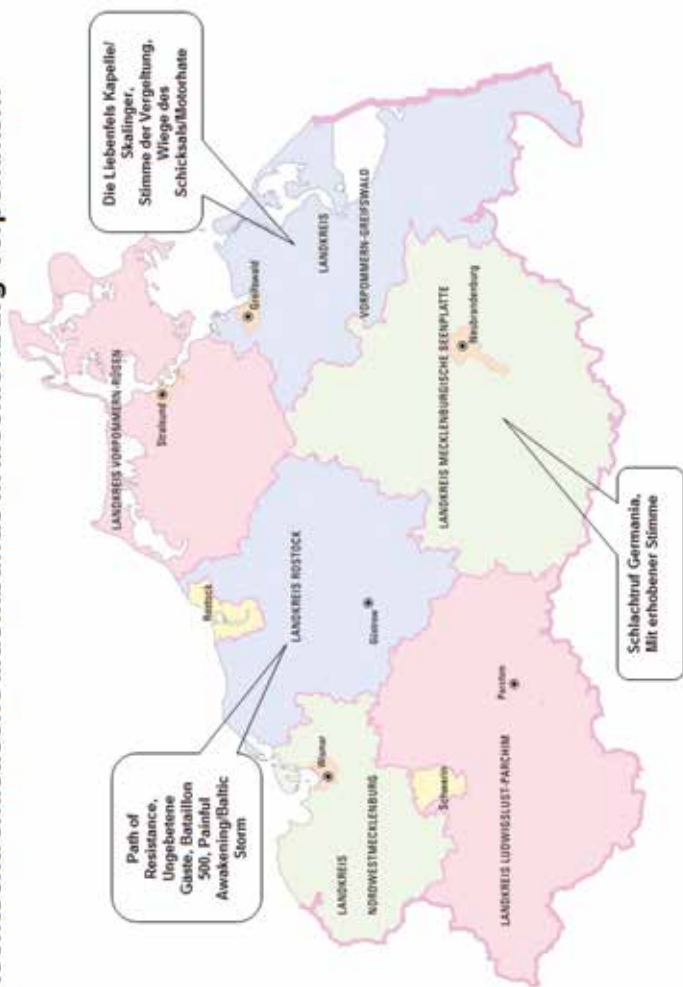 Die Liebenfels Kapelle/
Skalinger,
Stimme der Vergeltung,
Wiege des
Schicksals/Motorhate
LANDKREIS VORPOMMERN-RÜGEN
Stralsund
Greifswald
LANDKREIS
VORPOMMERN-GREIFSWALD
Path of
Resistance,
Ungebetene
Gäste, Bataillon
500, Painful
Awakening/Baltic
Storm
Rostock
LANDKREIS ROSTOCK
Güstrow
LANDKREIS MECKLENBURGISCHE SEENPLATTE
Neubrandenburg
Wismar
LANDKREIS
NORDWESTMECKLENBURG
Schwerin
Parchim
LANDKREIS LUDWIGSLUST-PARCHIM
Schlachtruf Germania,
Mit erhobener Stimme